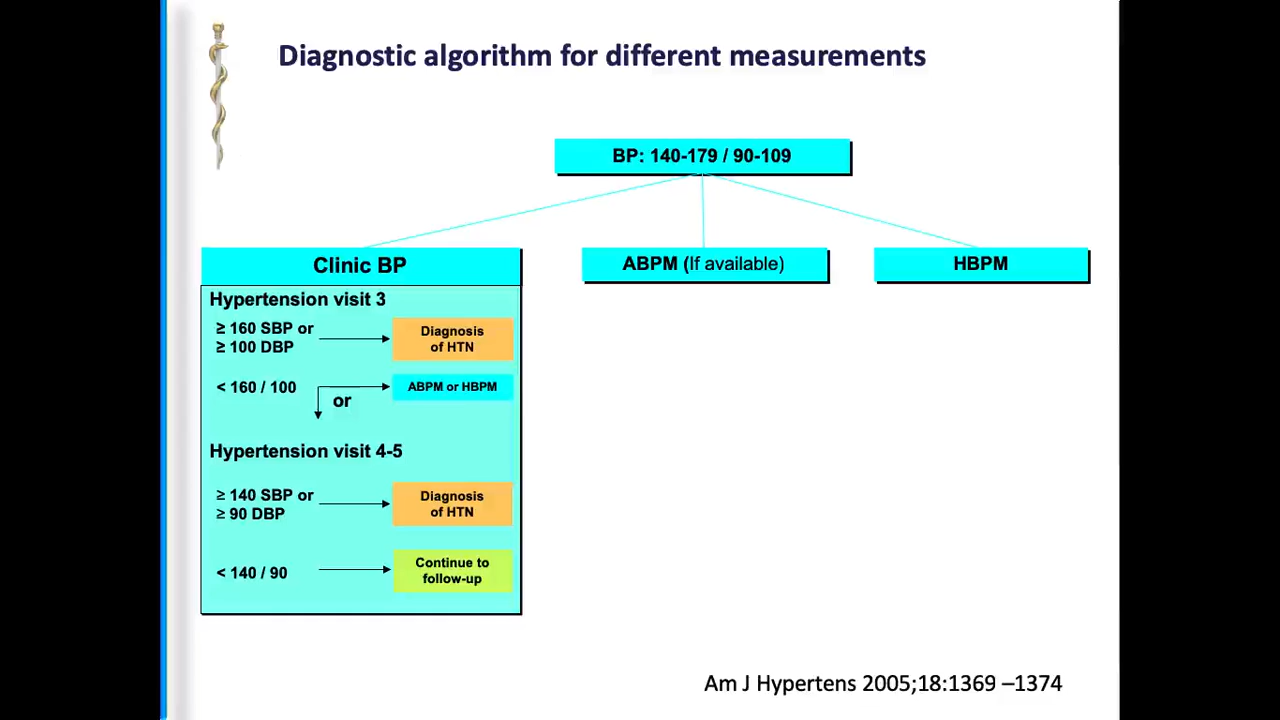 Diagnostic algorithm for different measurements
BP: 140-179 / 90-109
Clinic BP
ABPM (If available)
HBPM
Hypertension visit 3
≥ 160 SBP or
≥ 100 DBP
Diagnosis
of HTN
< 160 / 100
ABPM or HBPM
or
Hypertension visit 4-5
≥ 140 SBP or
≥ 90 DBP
Diagnosis
of HTN
< 140 / 90
Continue to
follow-up
Am J Hypertens 2005;18:1369 –1374